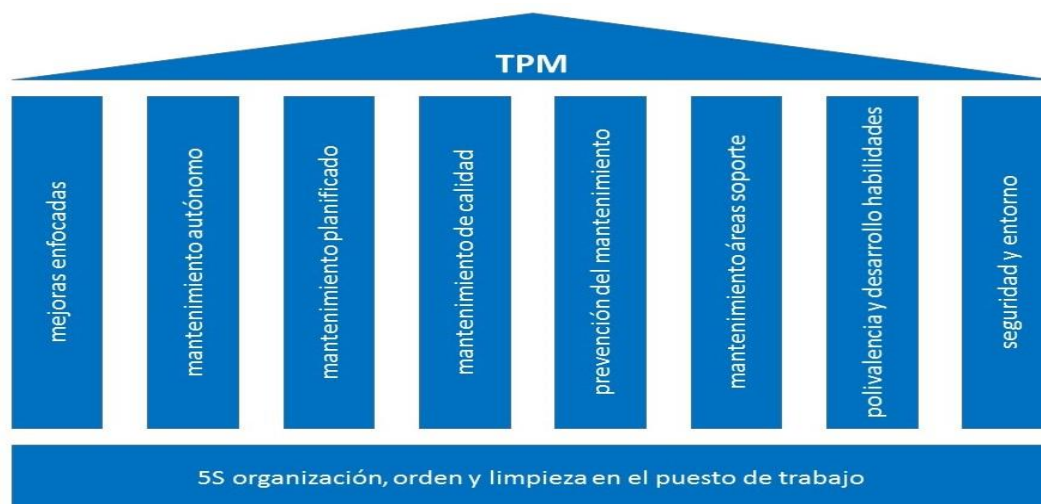 TPM
mejoras enfocadas
mantenimiento autónomo
mantenimiento planificado
mantenimiento de calidad
prevención del mantenimiento
mantenimiento áreas soporte
polivalencia y desarrollo habilidades
seguridad y entorno
5S organización, orden y limpieza en el puesto de trabajo